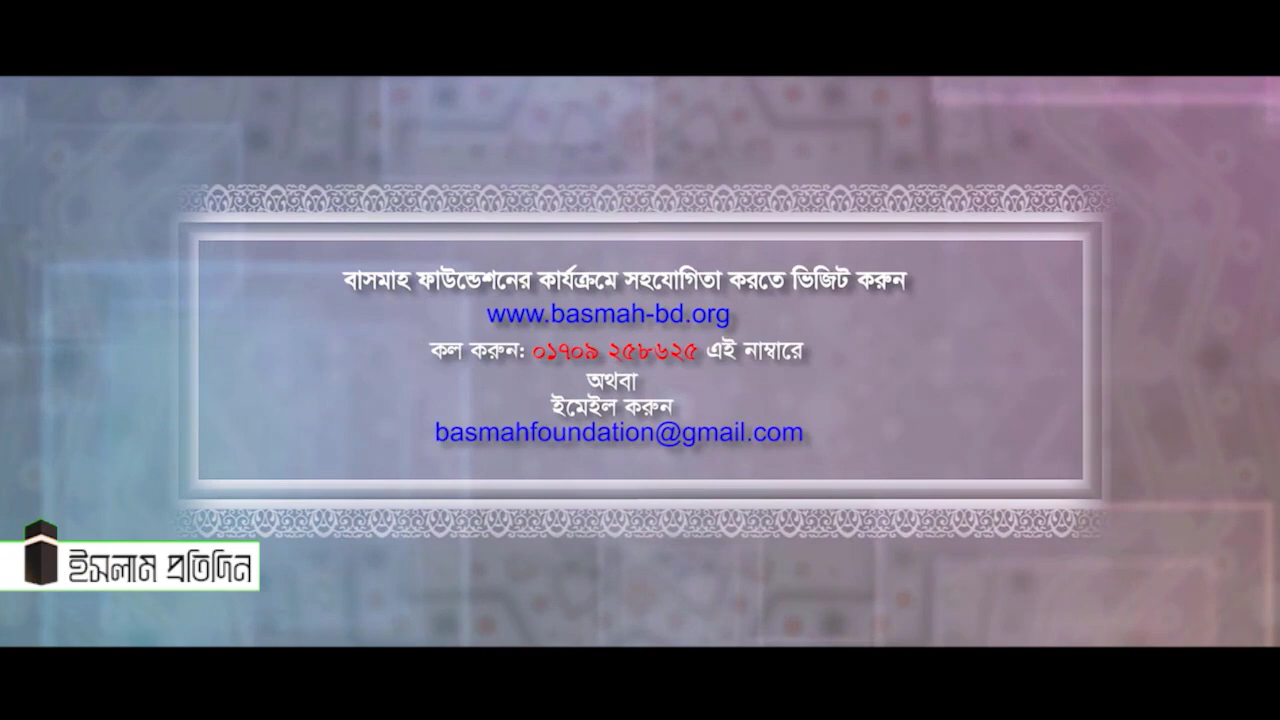 বাসমাহ ফাউন্ডেশনের কার্যক্রমে সহযোগিতা করতে ভিজিট করুন
www.basmah-bd.org
কল করুন: ০১৭০৯ ২৫৮৬২৫ এই নাম্বারে
অথবা
ইমেইল করুন
basmahfoundation@gmail.com
ইসলাম প্রতিদিন